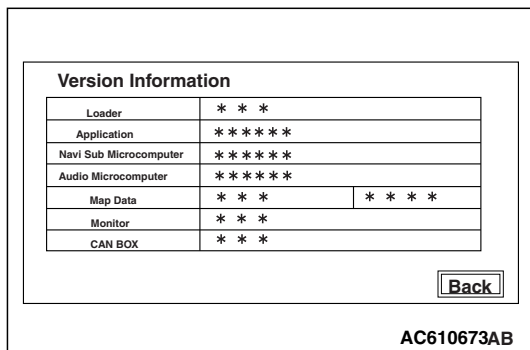 Version Information
Loader * * *
Application ******
Navi Sub Microcomputer ******
Audio Microcomputer ******
Map Data * * * * * * *
Monitor * * *
CAN BOX * * *
Back
AC610673AB